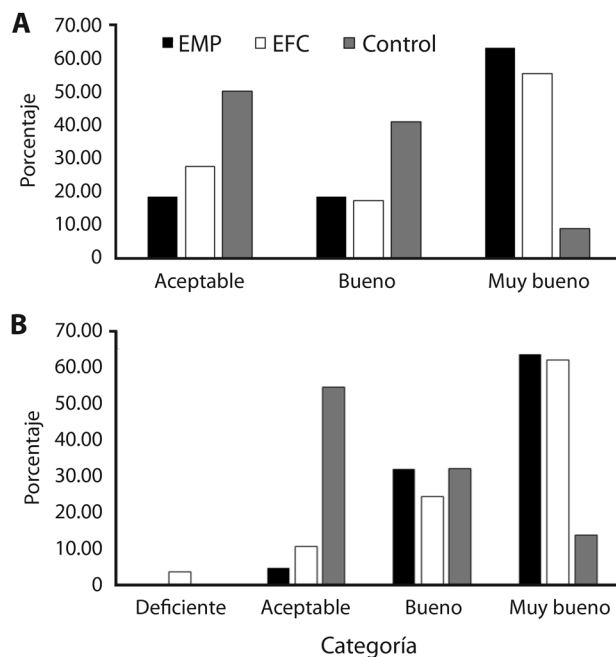 A
70.00
60.00
50.00
40.00
30.00
20.00
10.00
0
Porcentaje
EMP EFC Control
Aceptable Bueno Muy bueno
B
70.00
60.00
50.00
40.00
30.00
20.00
10.00
0
Porcentaje
Deficiente Aceptable Bueno Muy bueno
Categoría